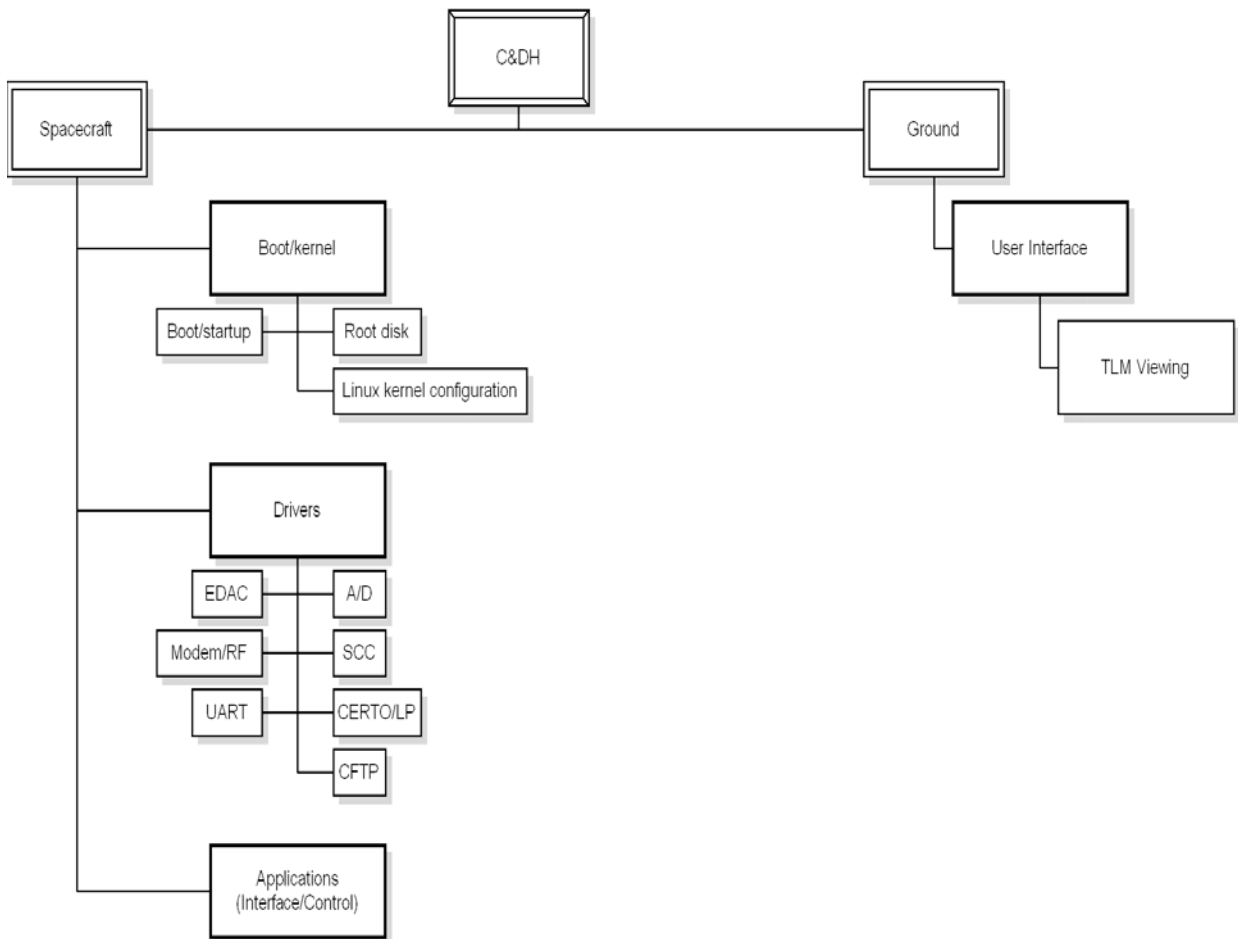 C&DH
Spacecraft
Ground
Boot/kernel
User Interface
Boot/startup
Root disk
TLM Viewing
Linux kernel configuration
Drivers
EDAC
A/D
Modem/RF
SCC
UART
CERTO/LP
CFTP
Applications
(Interface/Control)